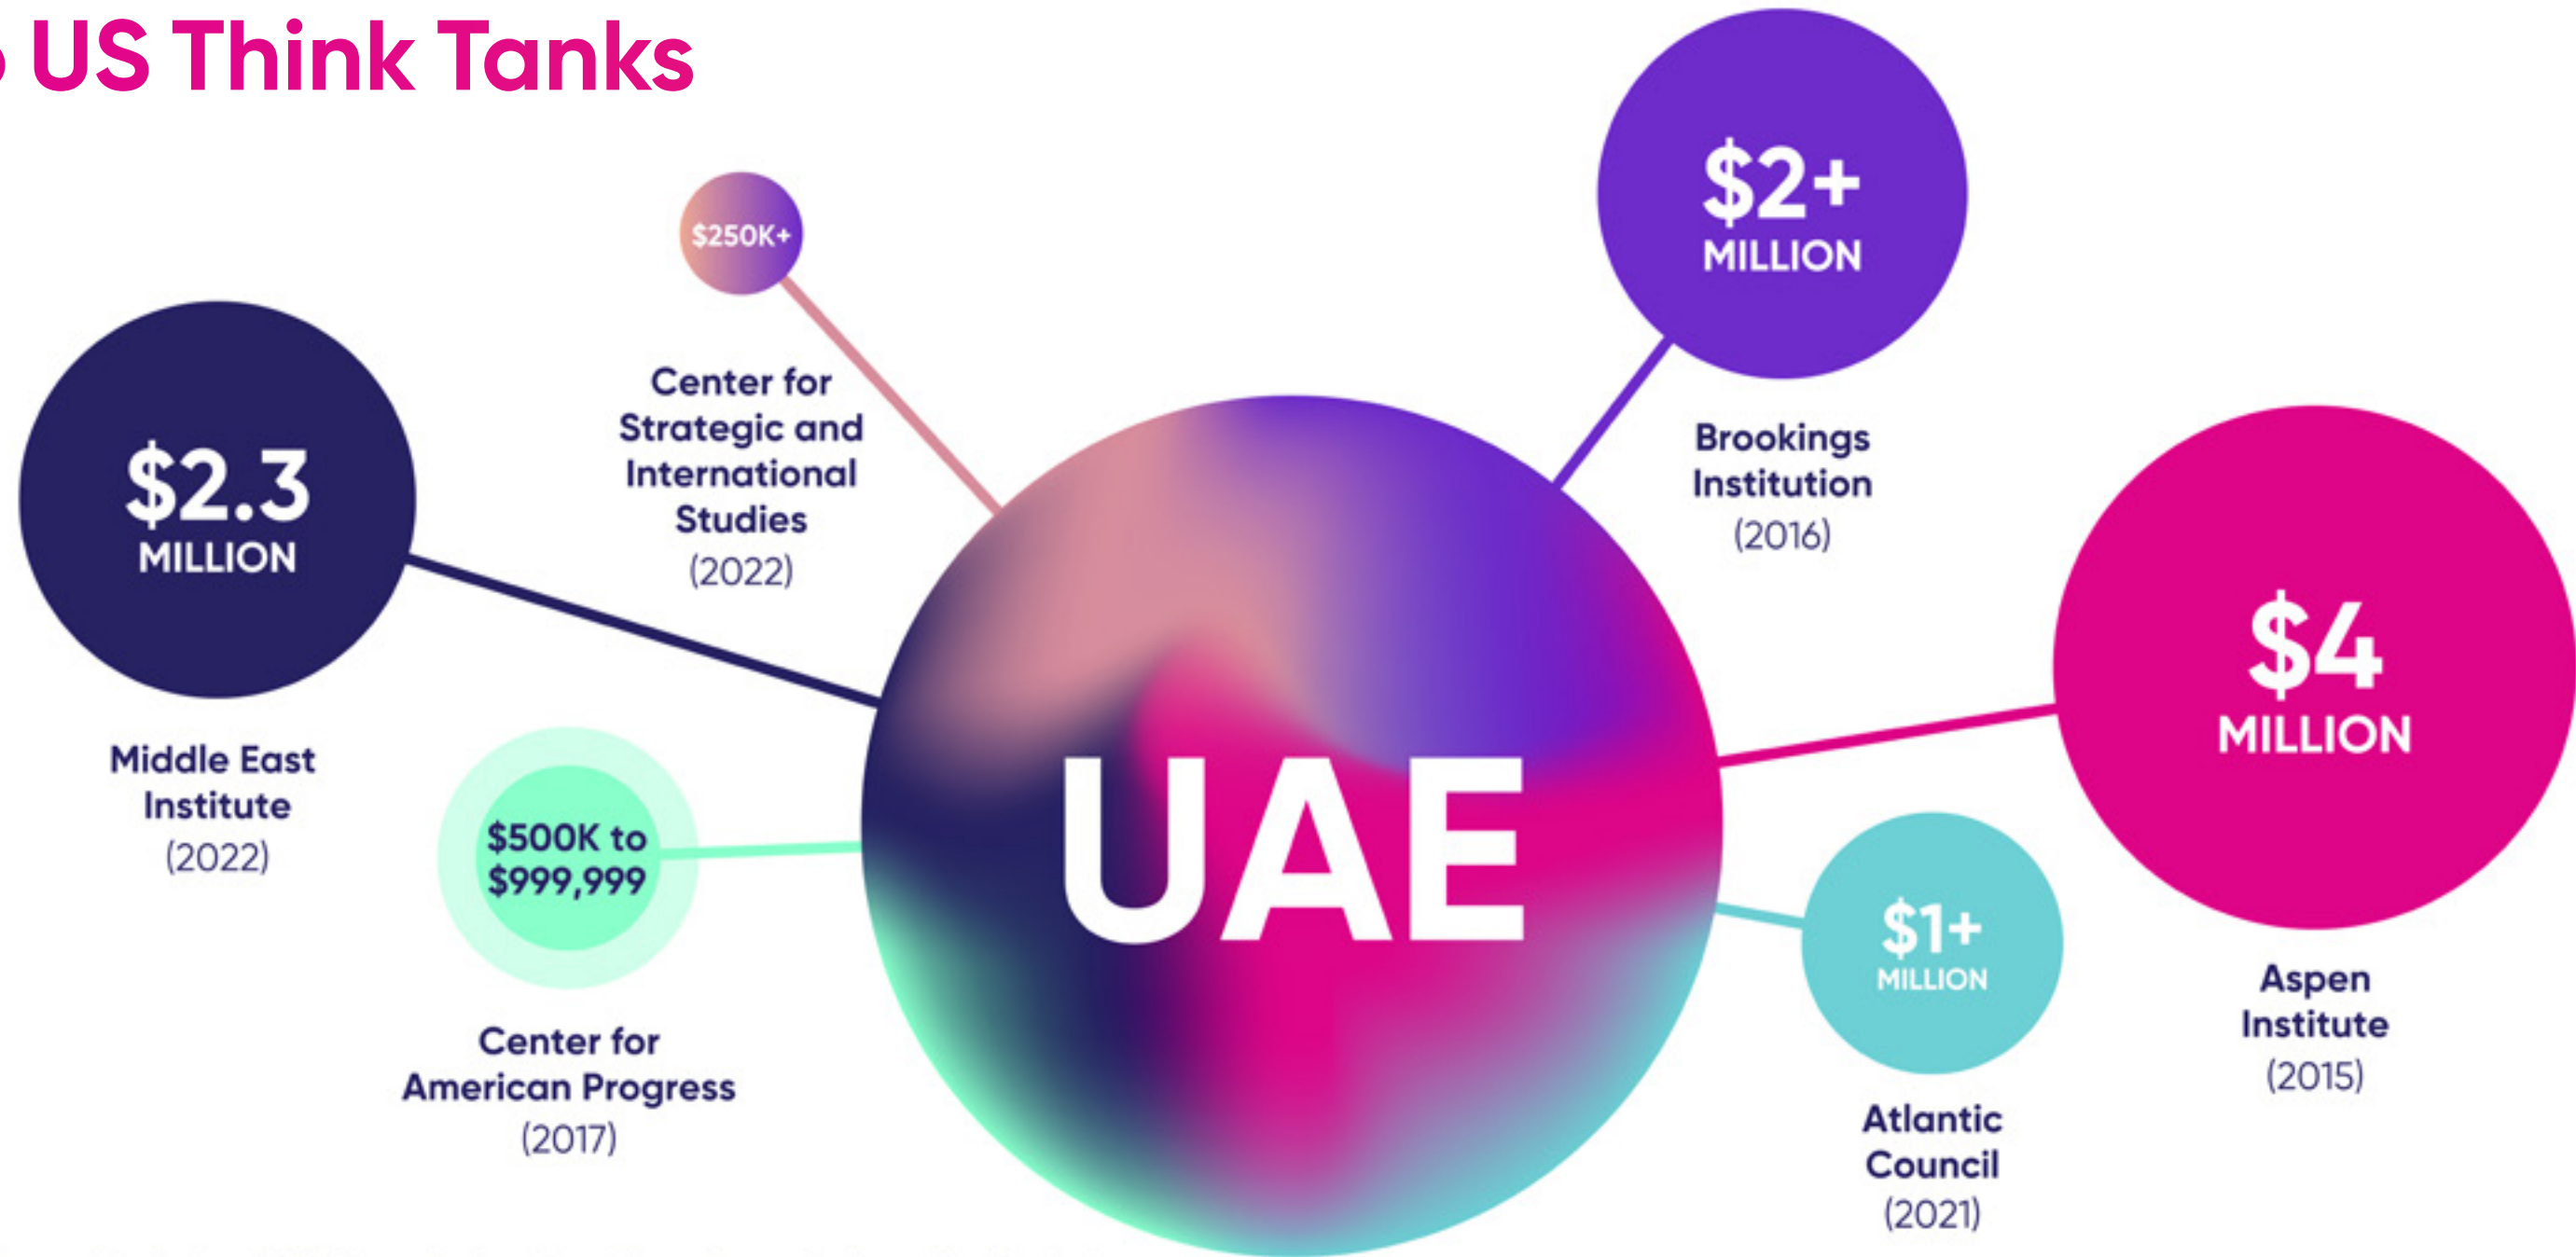 US Think Tanks
$2+
MILLION
Brookings
Institution
(2016)
$250K+
Center for
Strategic and
International
Studies
(2022)
$2.3
MILLION
Middle East
Institute
(2022)
$500K to
$999,999
Center for
American Progress
(2017)
UAE
$4
MILLION
Aspen
Institute
(2015)
$1+
MILLION
Atlantic
Council
(2021)